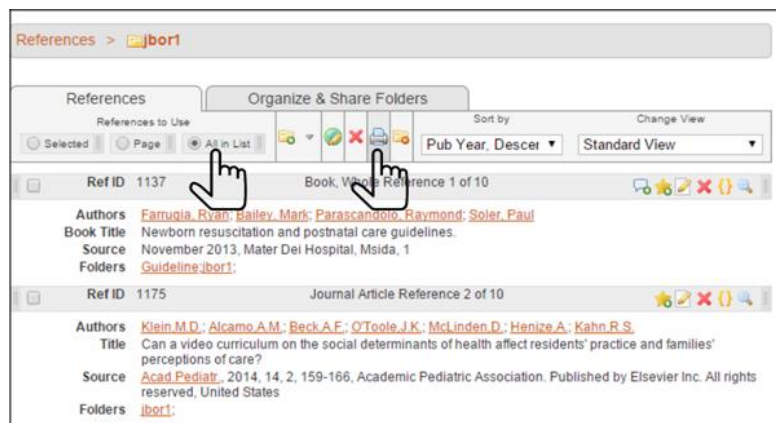 References > jbor1
References Organize & Share Folders
References to Use Sort by Change View
Selected Page All in List Pub Year, Descer Standard View
Ref ID 1137 Book, Whole Reference 1 of 10
Authors Farrugia, Ryan; Bailey, Mark; Parascandolo, Raymond; Soler, Paul
Book Title Newborn resuscitation and postnatal care guidelines.
Source November 2013, Mater Dei Hospital, Msida, 1
Folders Guideline;jbor1;
Ref ID 1175 Journal Article Reference 2 of 10
Authors Klein,M.D.; Alcamo,A.M.; Beck,A.F.; O'Toole,J.K.; McLinden,D.; Henize,A.; Kahn,R.S.
Title Can a video curriculum on the social determinants of health affect residents' practice and families'
perceptions of care?
Source Acad.Pediatr., 2014, 14, 2, 159-166, Academic Pediatric Association. Published by Elsevier Inc. All rights
reserved, United States
Folders jbor1;